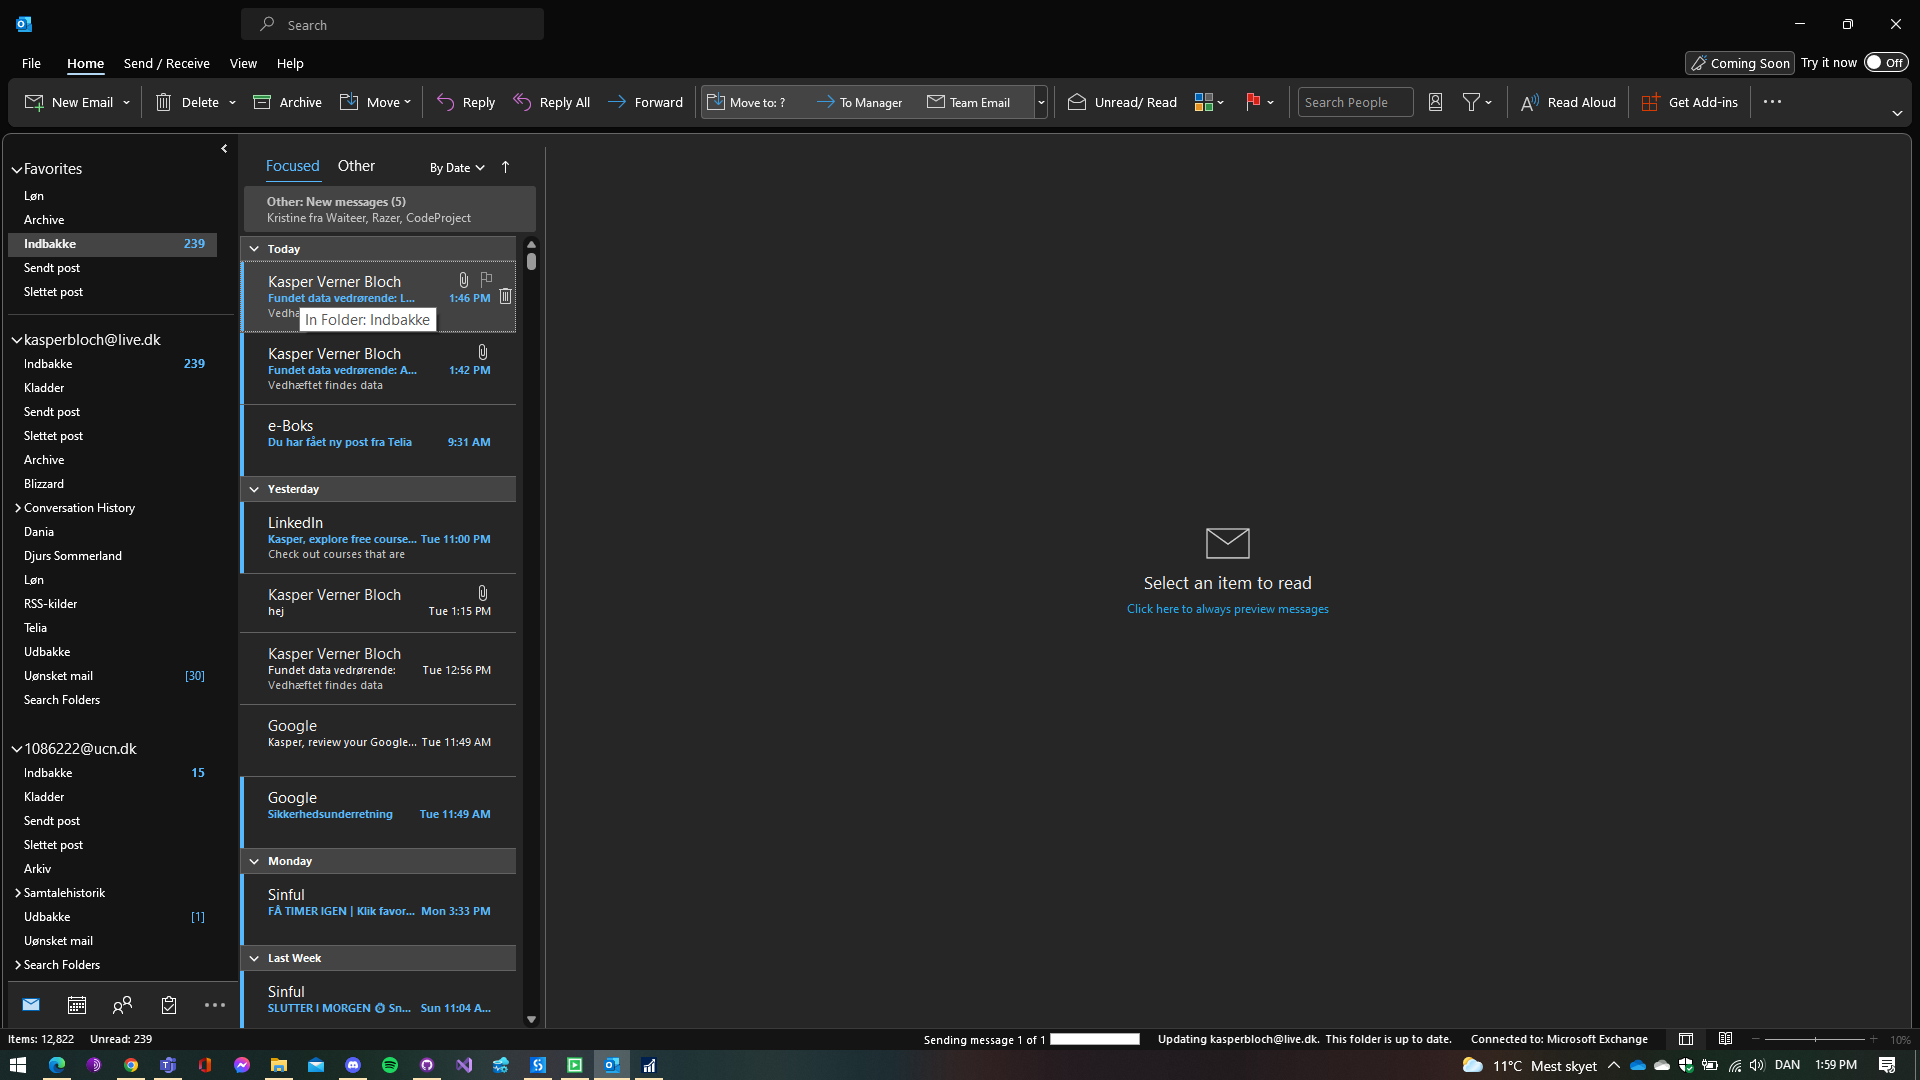 Search
File
Home
Send / Receive
View
Help
Coming Soon
Try it now
Off
New Email
Delete
Archive
Move
Reply
Reply All
Forward
Move to: ?
To Manager
Team Email
Unread/ Read
Search People
Read Aloud
Get Add-ins
Favorites
Løn
Archive
Indbakke 239
Sendt post
Slettet post
kasperbloch@live.dk
Indbakke 239
Kladder
Sendt post
Slettet post
Archive
Blizzard
Conversation History
Dania
Djurs Sommerland
Løn
RSS-kilder
Telia
Udbakke
Uønsket mail [30]
Search Folders
1086222@ucn.dk
Indbakke 15
Kladder
Sendt post
Slettet post
Arkiv
Samtalehistorik
Udbakke [1]
Uønsket mail
Search Folders
Focused Other By Date
Other: New messages (5)
Kristine fra Waiteer, Razer, CodeProject
Today
Kasper Verner Bloch
Fundet data vedrørende: L... 1:46 PM
Vedhæ
In Folder: Indbakke
Kasper Verner Bloch
Fundet data vedrørende: A... 1:42 PM
Vedhæftet findes data
e-Boks
Du har fået ny post fra Telia 9:31 AM
Yesterday
LinkedIn
Kasper, explore free course... Tue 11:00 PM
Check out courses that are
Kasper Verner Bloch
hej Tue 1:15 PM
Kasper Verner Bloch
Fundet data vedrørende: Tue 12:56 PM
Vedhæftet findes data
Google
Kasper, review your Google... Tue 11:49 AM
Google
Sikkerhedsunderretning Tue 11:49 AM
Monday
Sinful
FÅ TIMER IGEN | Klik favor... Mon 3:33 PM
Last Week
Sinful
SLUTTER I MORGEN ⏱ Sn... Sun 11:04 A...
Select an item to read
Click here to always preview messages
Items: 12,822 Unread: 239
Sending message 1 of 1
Updating kasperbloch@live.dk. This folder is up to date.
Connected to: Microsoft Exchange
10%
11°C Mest skyet
DAN
1:59 PM